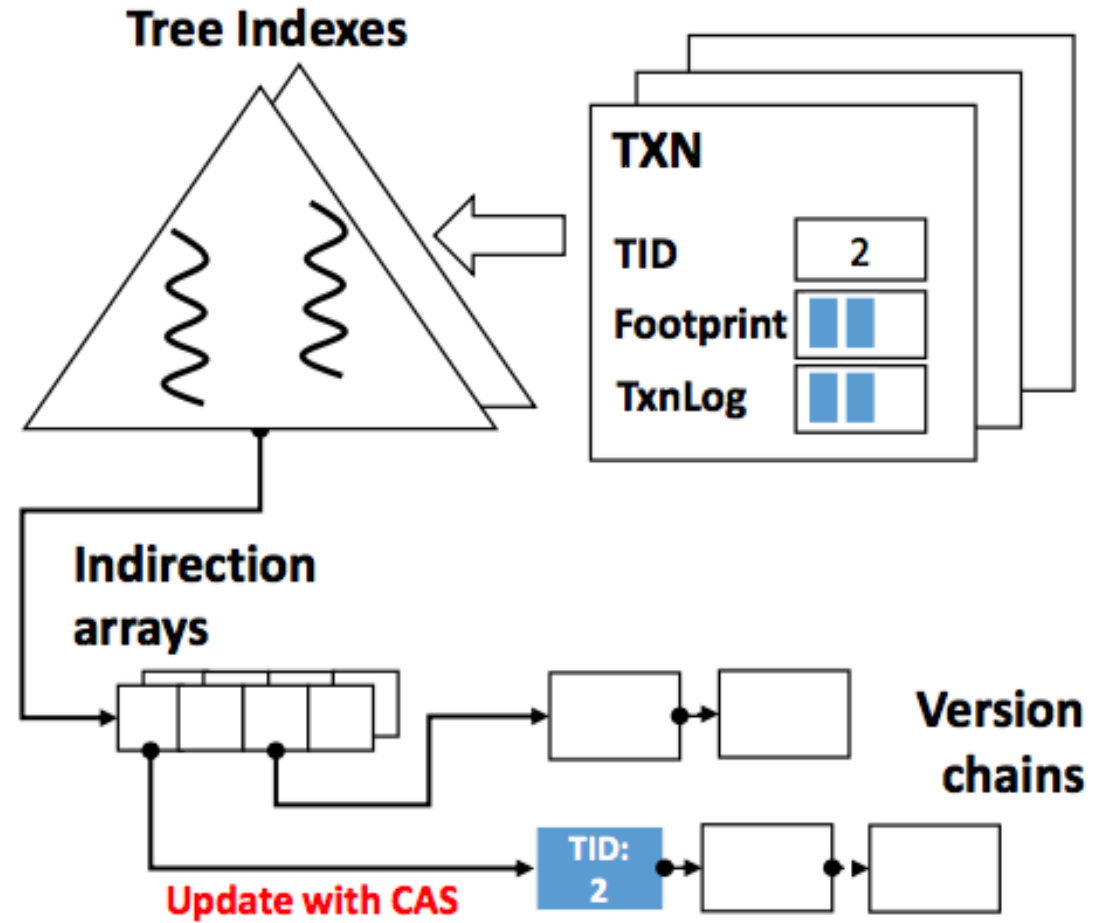 Tree Indexes
TXN
TID
2
Footprint
TxnLog
Indirection
arrays
Version
chains
TID:
2
Update with CAS